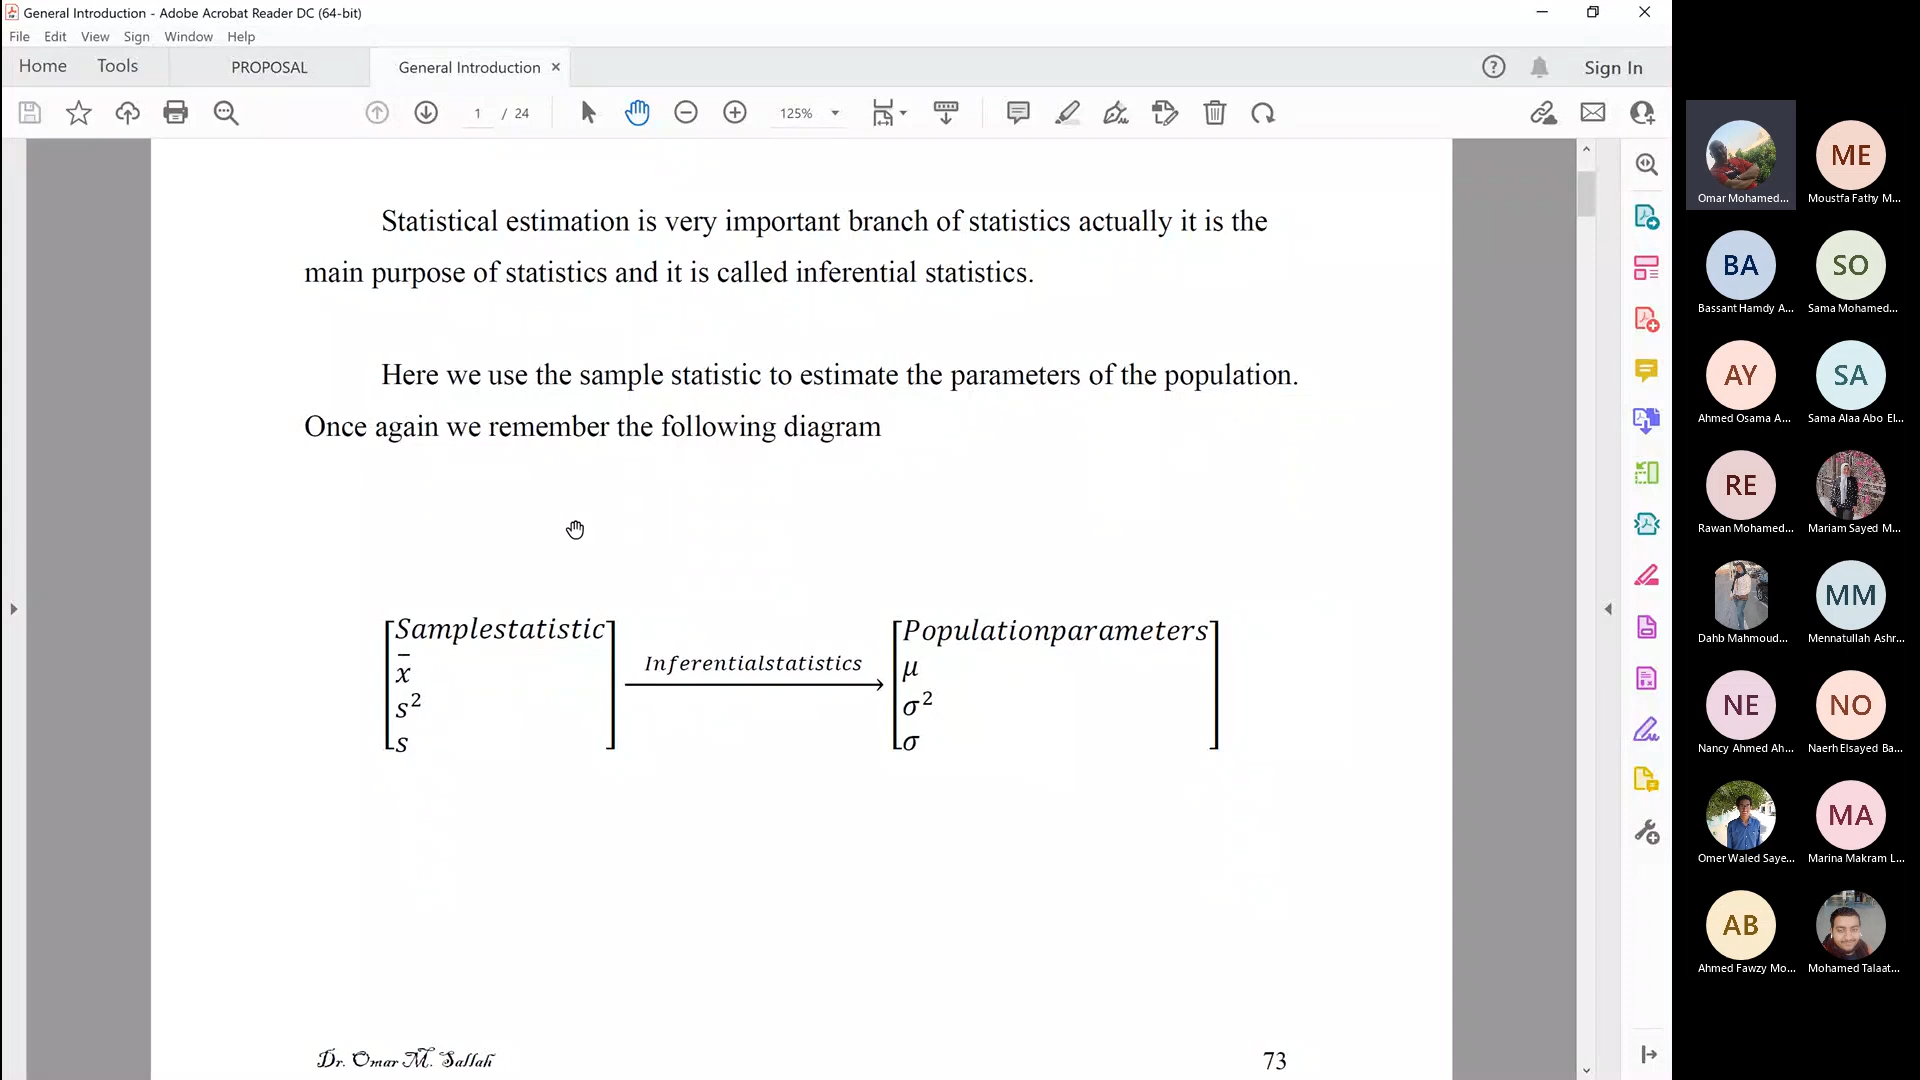 General Introduction - Adobe Acrobat Reader DC (64-bit)
File Edit View Sign Window Help
Home Tools PROPOSAL General Introduction × Sign In
1 / 24 125%
Statistical estimation is very important branch of statistics actually it is the
main purpose of statistics and it is called inferential statistics.
Here we use the sample statistic to estimate the parameters of the population.
Once again we remember the following diagram
Samplestatistic
x̄
s²
s
Inferentialstatistics
Populationparameters
μ
σ²
σ
Dr. Omar M. Sallah
73
Omar Mohamed...
ME
Moustfa Fathy M...
BA
Bassant Hamdy A...
SO
Sama Mohamed...
AY
Ahmed Osama A...
SA
Sama Alaa Abo El...
RE
Rawan Mohamed...
Mariam Sayed M...
Dahb Mahmoud...
MM
Mennatullah Ashr...
NE
Nancy Ahmed Ah...
NO
Naerh Elsayed Ba...
Omer Waled Saye...
MA
Marina Makram L...
AB
Ahmed Fawzy Mo...
Mohamed Talaat...